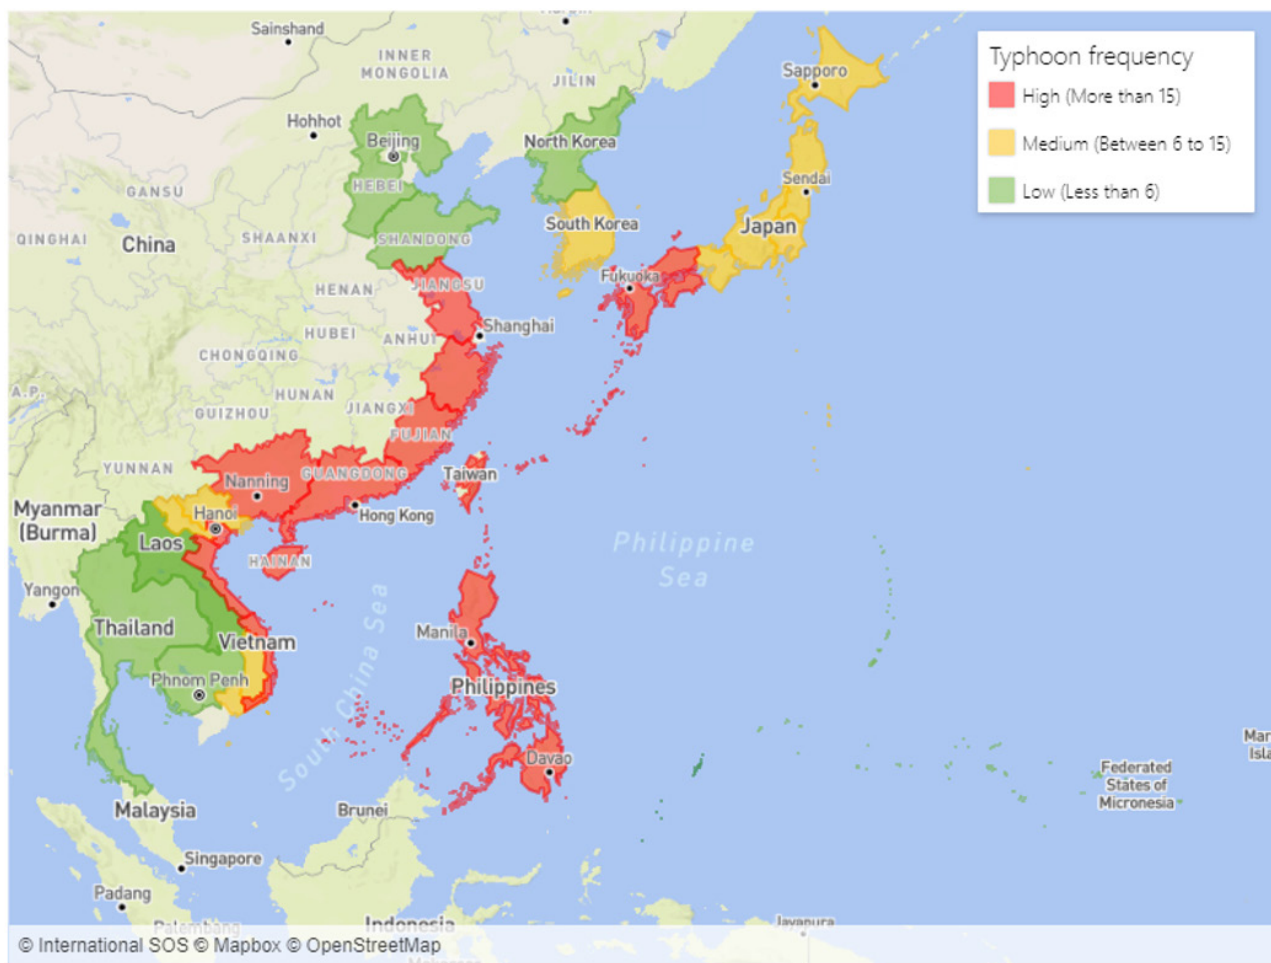 Sainshand
INNER
MONGOLIA
JILIN
Sapporo
Typhoon frequency
High (More than 15)
Medium (Between 6 to 15)
Low (Less than 6)
Hohhot
Beijing
North Korea
HEBEI
GANSU
Sendai
QINGHAI
China
SHAANXI
SHANDONG
South Korea
Japan
HENAN
JIANGSU
Fukuoka
HUBEI
ANHUI
Shanghai
CHONGQING
A.P.
HUNAN
GUIZHOU
JIANGXI
FUJIAN
YUNNAN
Nanning
GUANGDONG
Taiwan
Myanmar
(Burma)
Hanoi
Hong Kong
Laos
HAINAN
Philippine
Sea
Yangon
Thailand
Vietnam
Manila
South China Sea
Phnom Penh
Philippines
Davao
Mar
Isla
Federated
States of
Micronesia
Malaysia
Brunei
Singapore
Padang
Palembang
Indonesia
Jayapura
© International SOS © Mapbox © OpenStreetMap